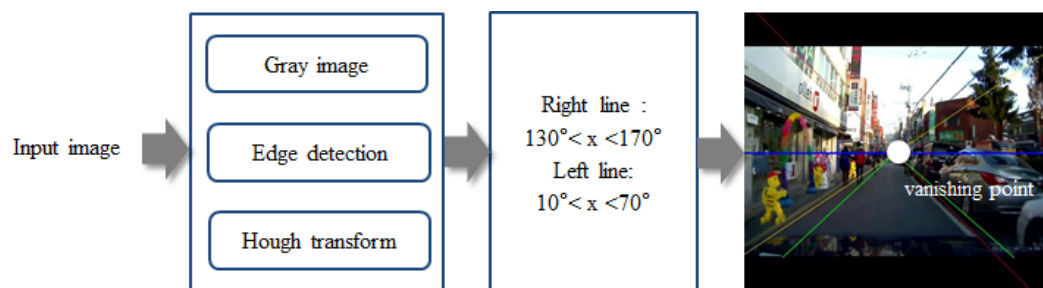 Input image
Gray image
Edge detection
Hough transform
Right line :
130°< x <170°
Left line:
10°< x <70°
vanishing point